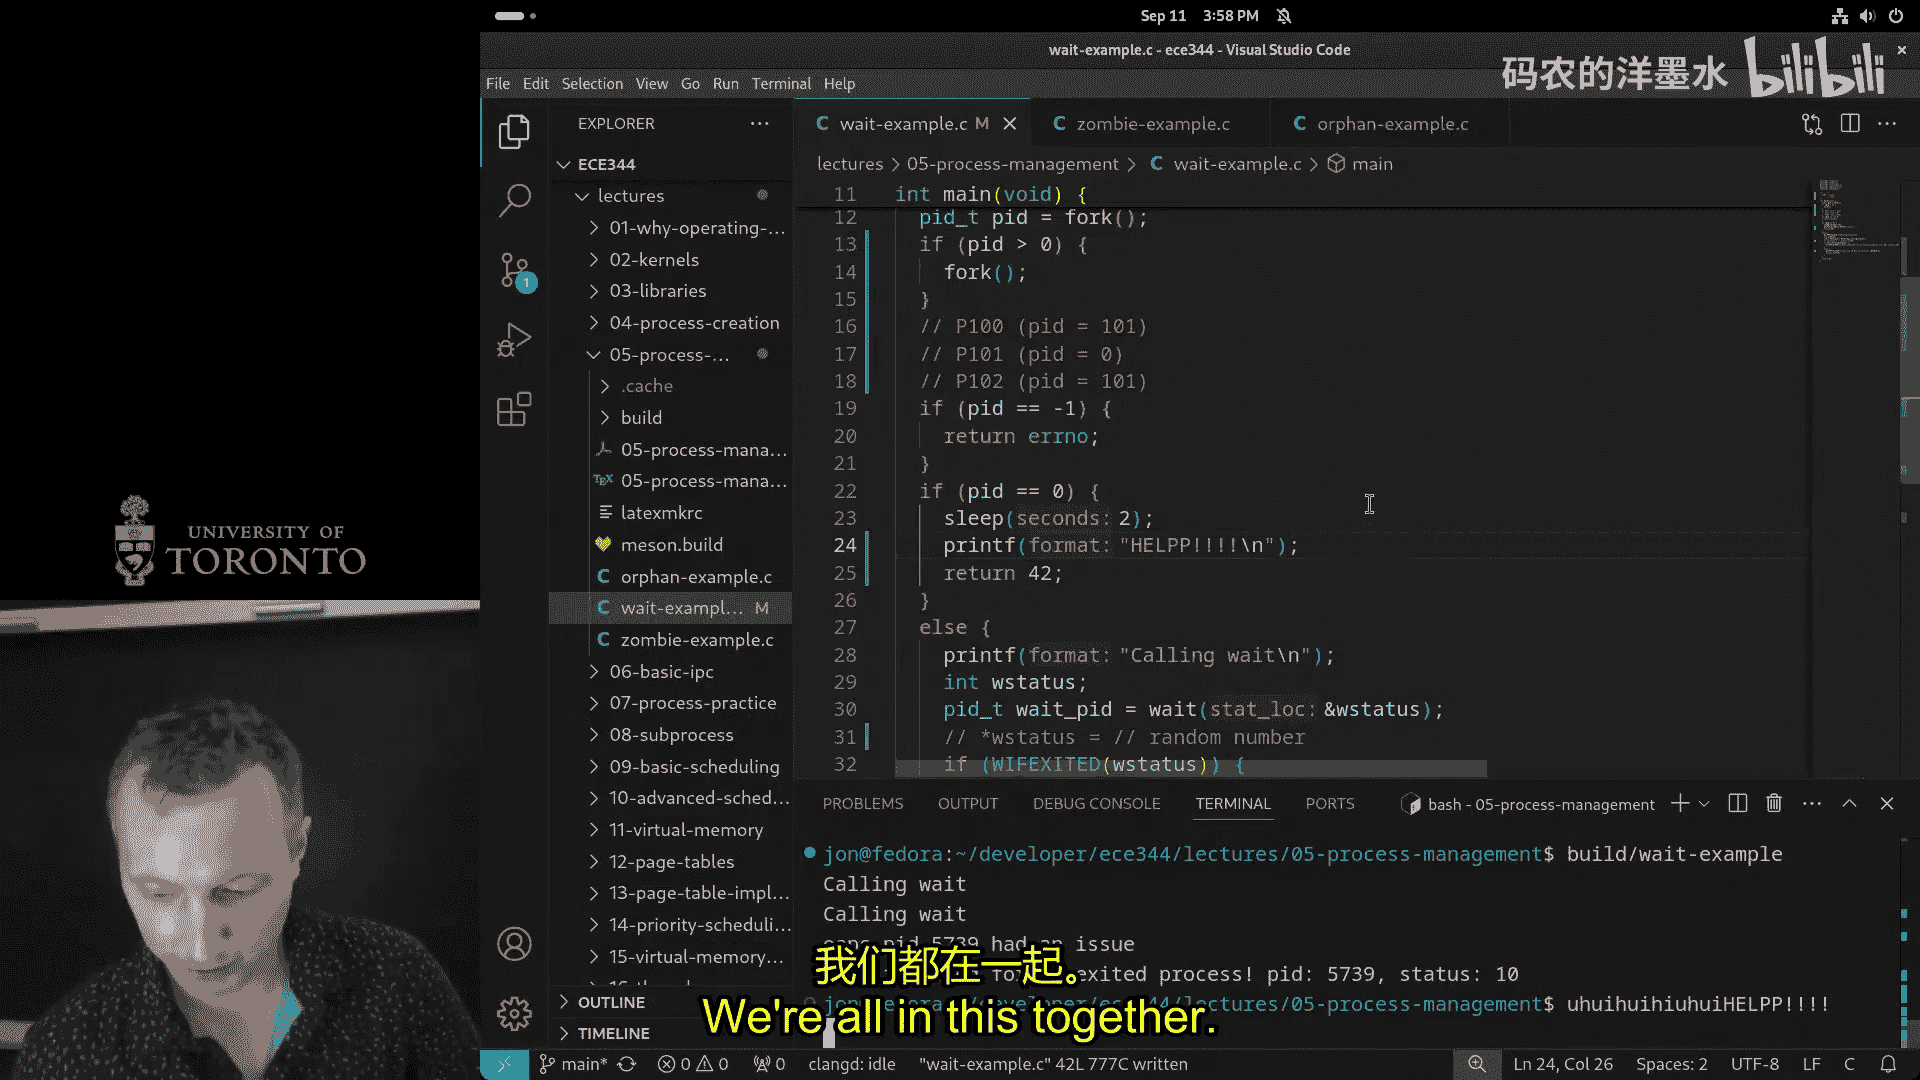 Sep 11 3:58 PM
wait-example.c - ece344 - Visual Studio Code
码农的洋墨水 bilibili
File Edit Selection View Go Run Terminal Help
EXPLORER
wait-example.c M
zombie-example.c
orphan-example.c
ECE344
lectures > 05-process-management > C wait-example.c > main
lectures
01-why-operating-...
02-kernels
03-libraries
04-process-creation
05-process-...
.cache
build
05-process-mana...
05-process-mana...
latexmkrc
meson.build
orphan-example.c
wait-exampl... M
zombie-example.c
06-basic-ipc
07-process-practice
08-subprocess
09-basic-scheduling
10-advanced-sched...
11-virtual-memory
12-page-tables
13-page-table-impl...
14-priority-scheduli...
15-virtual-memory...
OUTLINE
TIMELINE
11 int main(void) {
12 pid_t pid = fork();
13 if (pid > 0) {
14 fork();
15 }
16 // P100 (pid = 101)
17 // P101 (pid = 0)
18 // P102 (pid = 101)
19 if (pid == -1) {
20 return errno;
21 }
22 if (pid == 0) {
23 sleep(seconds: 2);
24 printf(format: "HELPP!!!!\n");
25 return 42;
26 }
27 else {
28 printf(format: "Calling wait\n");
29 int wstatus;
30 pid_t wait_pid = wait(stat_loc: &wstatus);
31 // *wstatus = // random number
32 if (WIFEXITED(wstatus)) {
PROBLEMS OUTPUT DEBUG CONSOLE TERMINAL PORTS
bash - 05-process-management
jon@fedora:~/developer/ece344/lectures/05-process-management$ build/wait-example
Calling wait
Calling wait
pid 5739 had an issue
exited process! pid: 5739, status: 10
/developer/ece344/lectures/05-process-management$ uhuihuihiuhuiHELPP!!!!
我们都在一起。
We're all in this together.
UNIVERSITY OF
TORONTO
main* 0 0 0 clangd: idle "wait-example.c" 42L 777C written
Ln 24, Col 26 Spaces: 2 UTF-8 LF C